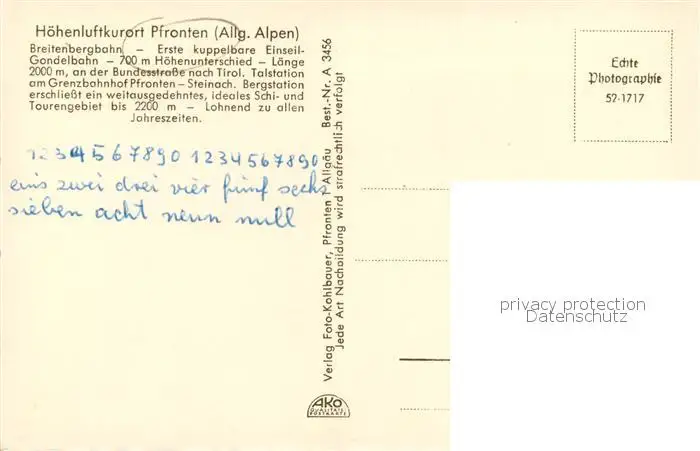 Höhenluftkurort Pfronten (Allg. Alpen)
Breitenbergbahn – Erste kuppelbare Einseil-
Gondelbahn – 700 m Höhenunterschied – Länge
2000 m, an der Bundesstraße nach Tirol. Talstation
am Grenzbahnhof Pfronten – Steinach. Bergstation
erschließt ein weitausgedehntes, ideales Schi- und
Tourengebiet bis 2200 m – Lohnend zu allen
Jahreszeiten.
1234567890 1234567890
eins zwei drei vier fünf sechs
sieben acht neun null
Verlag Foto-Kohlbauer, Pfronten i. Allgäu Best.-Nr. A 3456
Jede Art Nachbildung wird strafrechtlich verfolgt
AKO
QUALITÄTS
POSTKARTE
Echte
Photographie
52-1717
privacy protection
Datenschutz